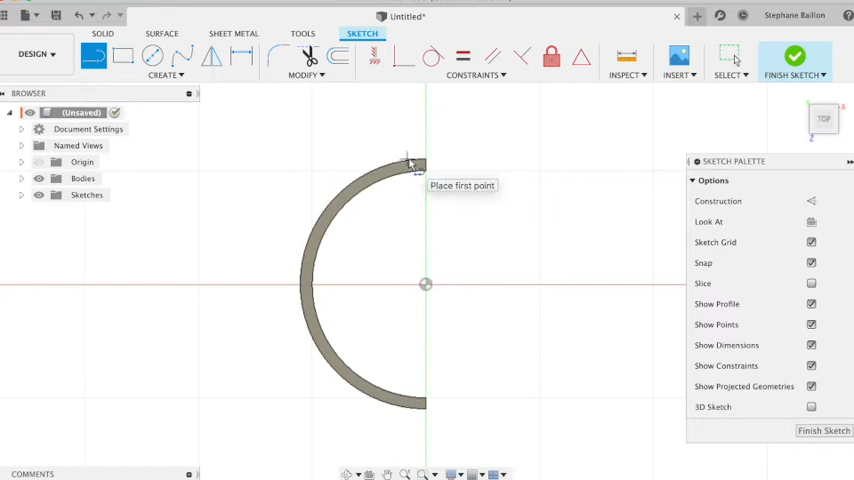 Untitled*
Stephane Baillon
DESIGN
SOLID
SURFACE
SHEET METAL
TOOLS
SKETCH
CREATE
MODIFY
CONSTRAINTS
INSPECT
INSERT
SELECT
FINISH SKETCH
BROWSER
(Unsaved)
Document Settings
Named Views
Origin
Bodies
Sketches
Place first point
TOP
X
Z
SKETCH PALETTE
Options
Construction
Look At
Sketch Grid
Snap
Slice
Show Profile
Show Points
Show Dimensions
Show Constraints
Show Projected Geometries
3D Sketch
Finish Sketch
COMMENTS